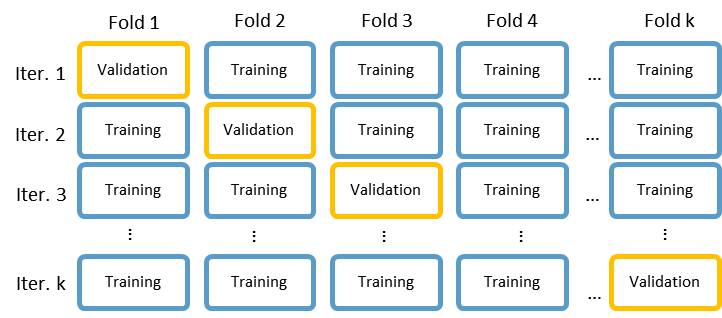 Fold 1 Fold 2 Fold 3 Fold 4 Fold k
Iter. 1 Validation Training Training Training ... Training
Iter. 2 Training Validation Training Training ... Training
Iter. 3 Training Training Validation Training ... Training
⋮ ⋮ ⋮ ⋮ ⋮
Iter. k Training Training Training Training ... Validation